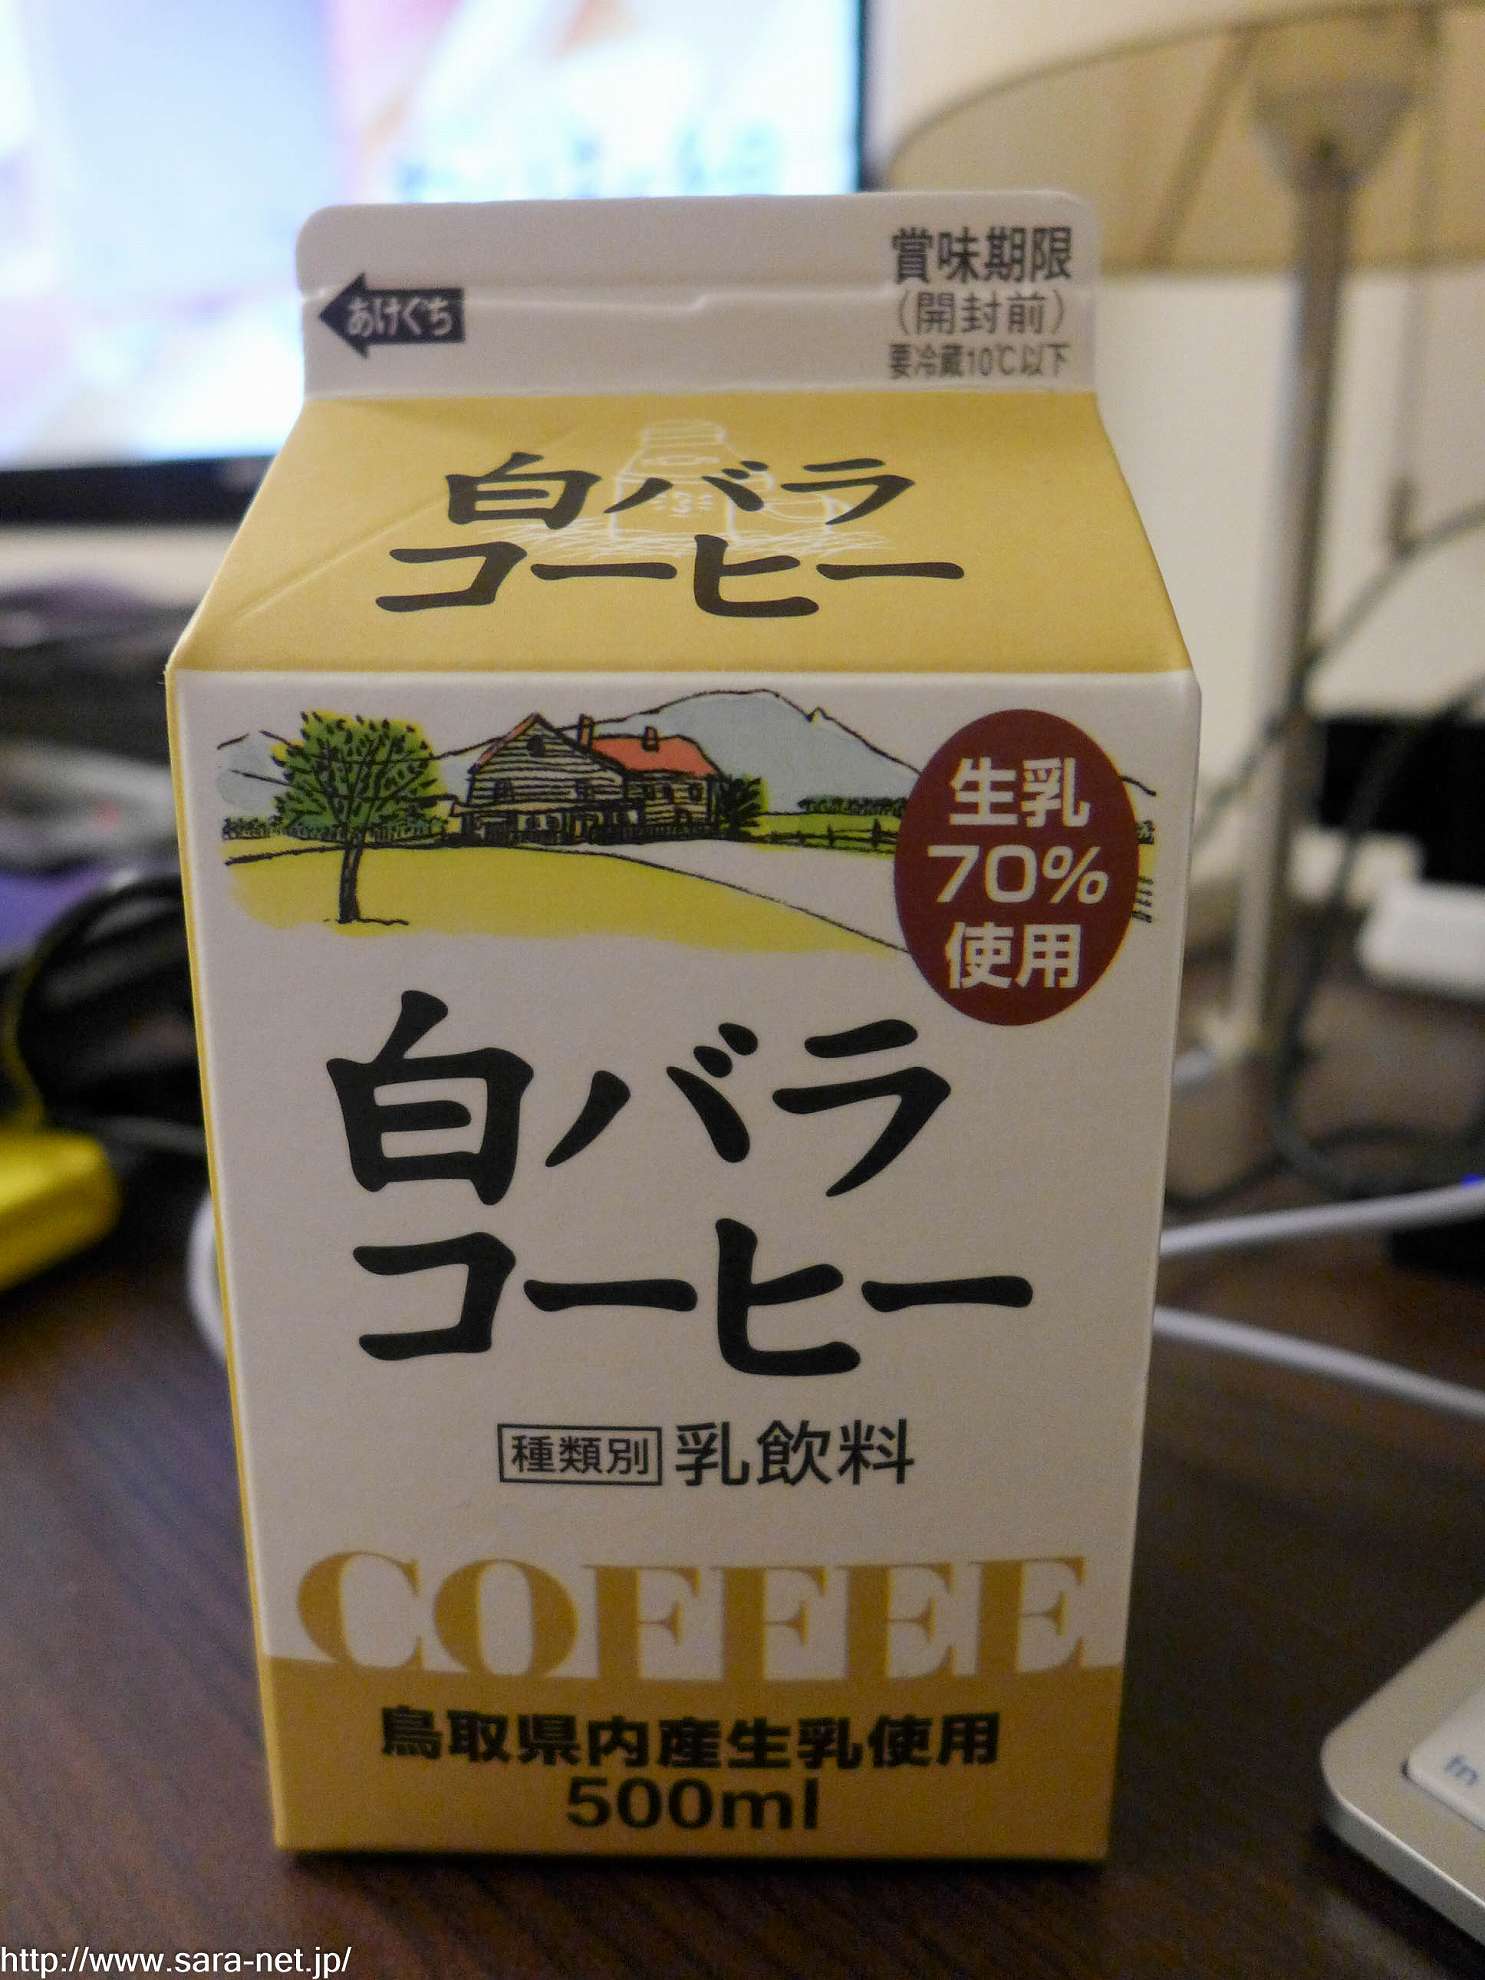 賞味期限
(開封前)
要冷蔵10℃以下
あけぐち
白バラ
コーヒー
生乳
70%
使用
白バラ
コーヒー
種類別 乳飲料
COFFEE
鳥取県内産生乳使用
500ml
fn
http://www.sara-net.jp/